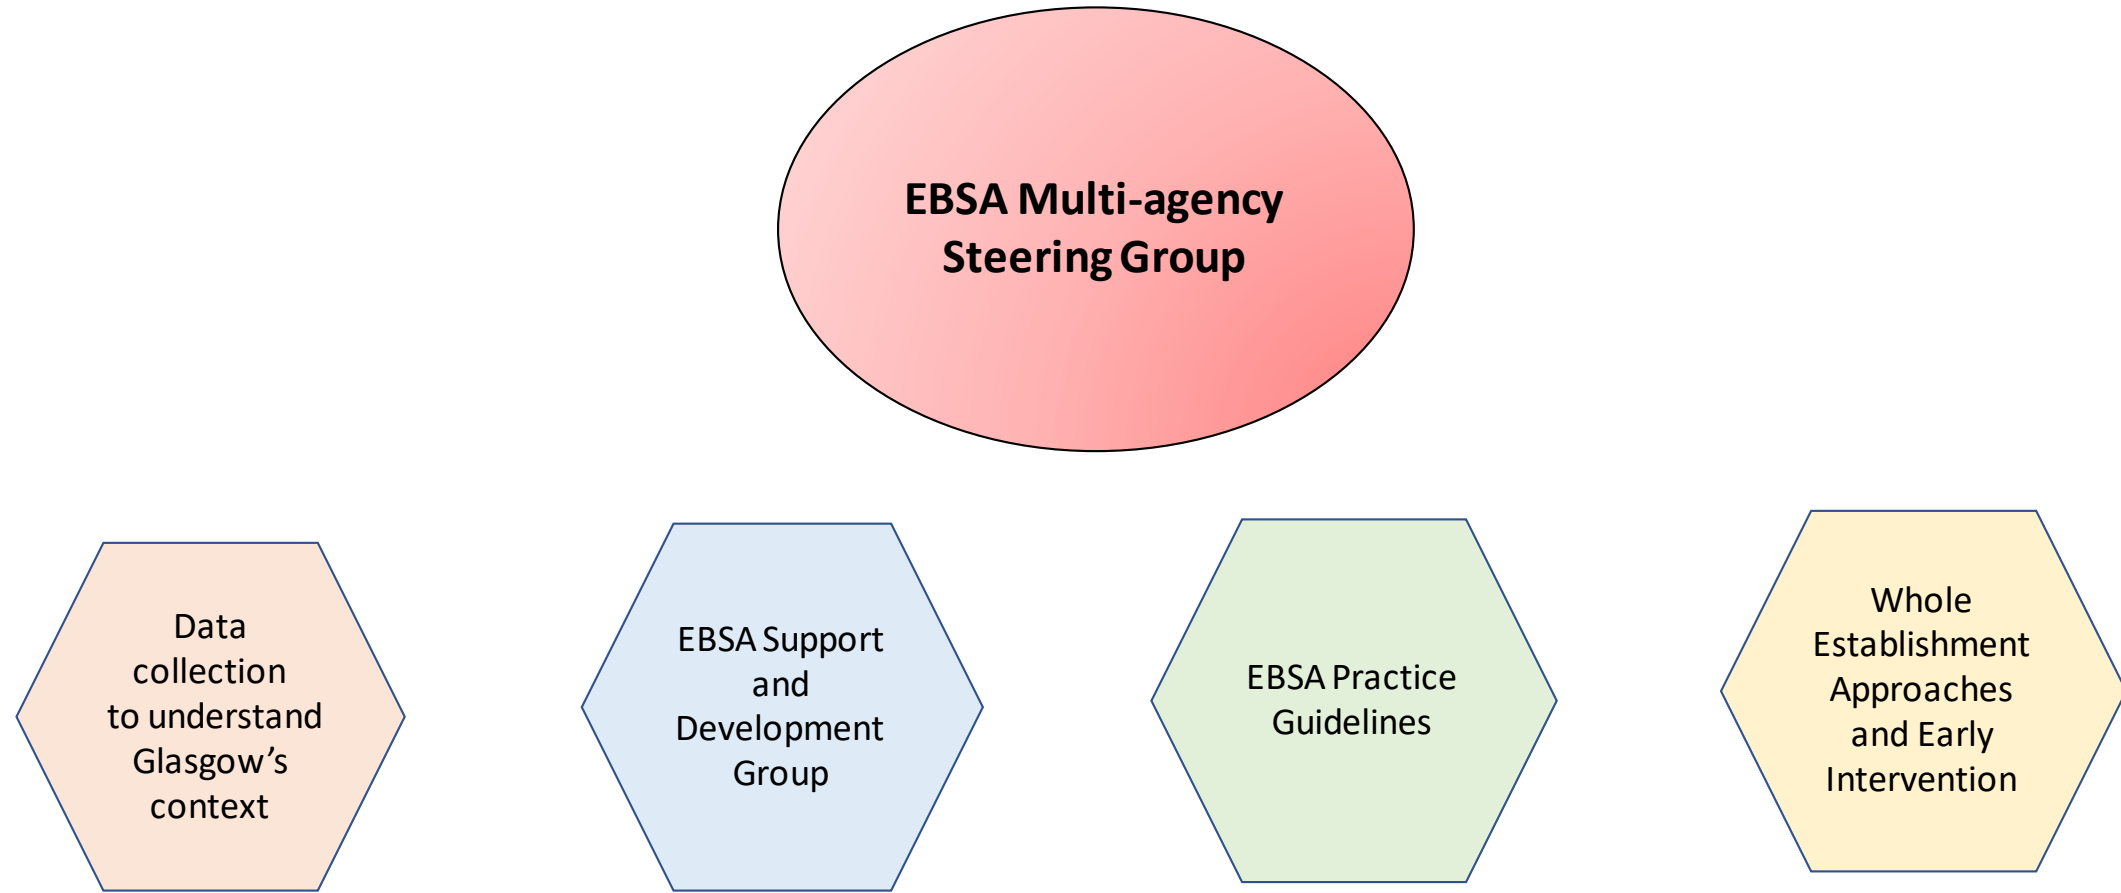 EBSA Multi-agency
Steering Group
Data
collection
to understand
Glasgow’s
context
EBSA Support
and
Development
Group
EBSA Practice
Guidelines
Whole
Establishment
Approaches
and Early
Intervention